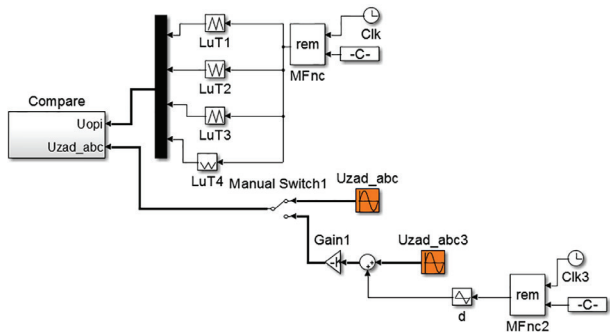 Clk
rem
-C-
MFnc
LuT1
LuT2
LuT3
LuT4
Compare
Uopi
Uzad_abc
Manual Switch1
Uzad_abc
Gain1
Uzad_abc3
Clk3
rem
-C-
d
MFnc2